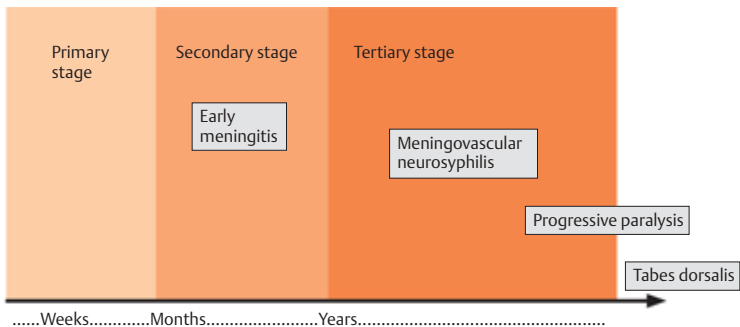 Primary
stage
Secondary stage
Tertiary stage
Early
meningitis
Meningovascular
neurosyphilis
Progressive paralysis
Tabes dorsalis
......Weeks.............Months........................Years.....................................................